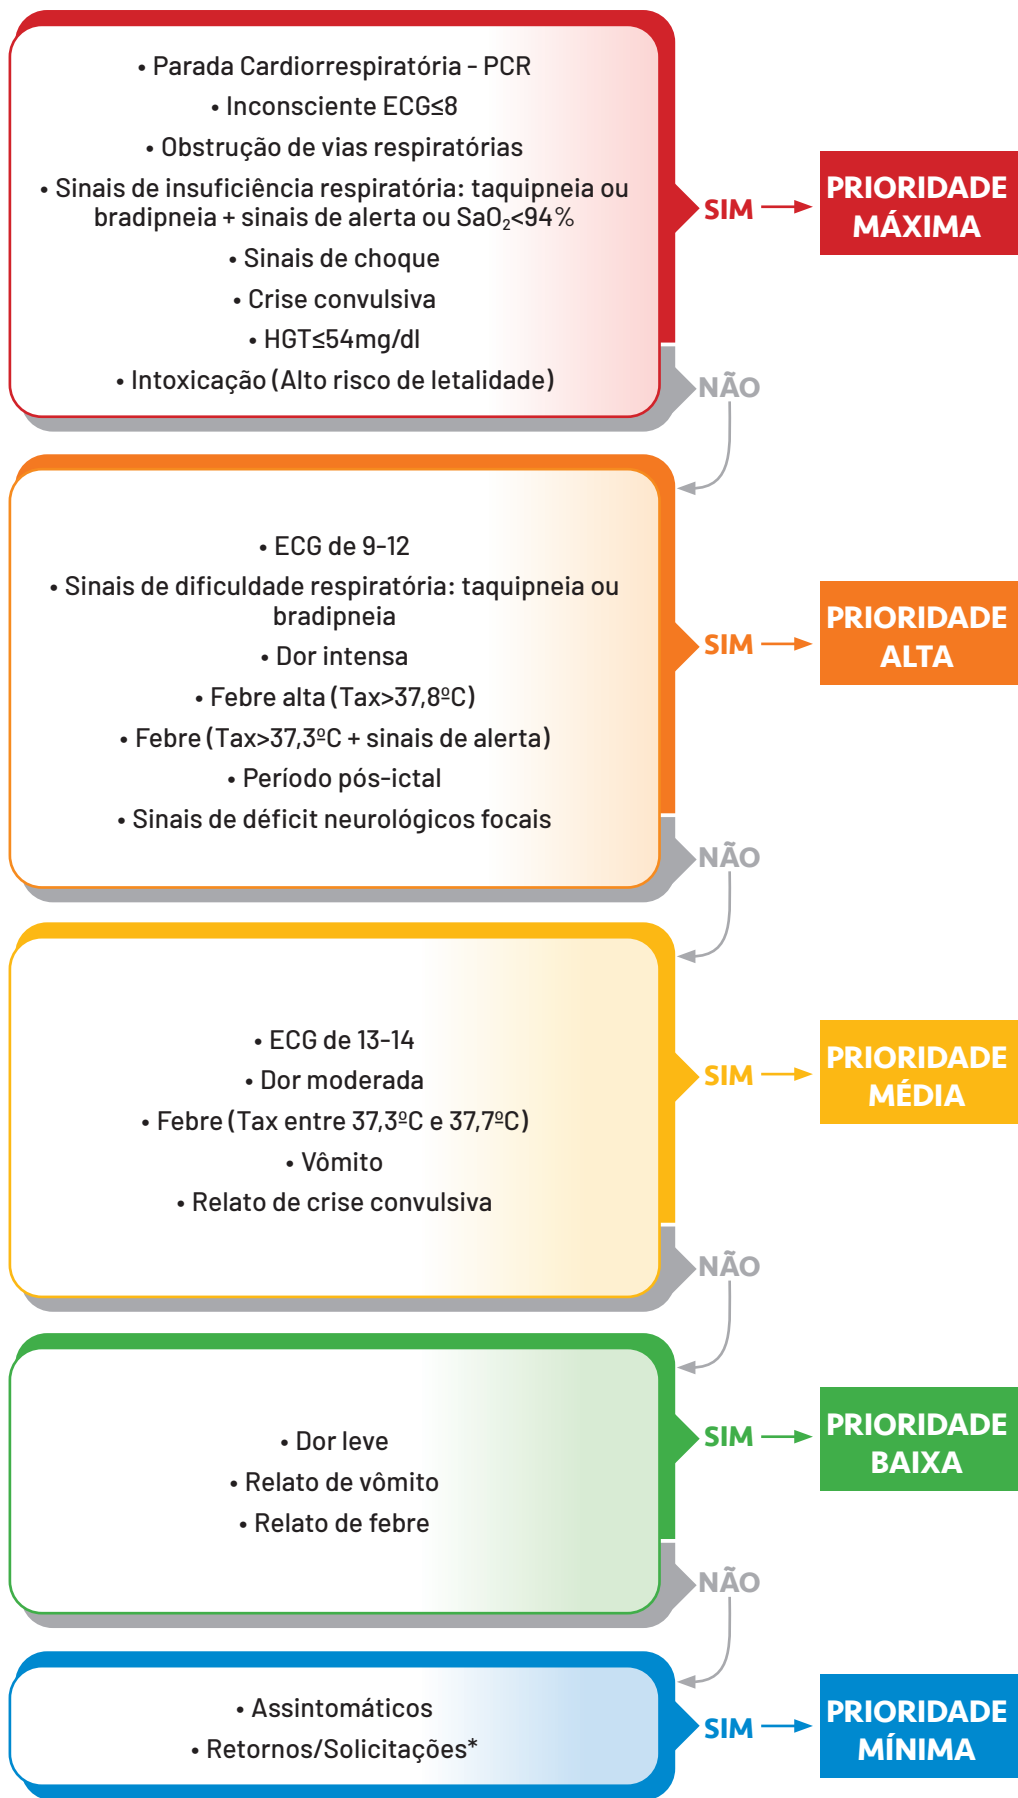 • Parada Cardiorrespiratória - PCR
• Inconsciente ECG≤8
• Obstrução de vias respiratórias
• Sinais de insuficiência respiratória: taquipneia ou
bradipneia + sinais de alerta ou SaO₂<94%
• Sinais de choque
• Crise convulsiva
• HGT≤54mg/dl
• Intoxicação (Alto risco de letalidade)
SIM
PRIORIDADE
MÁXIMA
NÃO
• ECG de 9-12
• Sinais de dificuldade respiratória: taquipneia ou
bradipneia
• Dor intensa
• Febre alta (Tax>37,8ºC)
• Febre (Tax>37,3ºC + sinais de alerta)
• Período pós-ictal
• Sinais de déficit neurológicos focais
SIM
PRIORIDADE
ALTA
NÃO
• ECG de 13-14
• Dor moderada
• Febre (Tax entre 37,3ºC e 37,7ºC)
• Vômito
• Relato de crise convulsiva
SIM
PRIORIDADE
MÉDIA
NÃO
• Dor leve
• Relato de vômito
• Relato de febre
SIM
PRIORIDADE
BAIXA
NÃO
• Assintomáticos
• Retornos/Solicitações*
SIM
PRIORIDADE
MÍNIMA